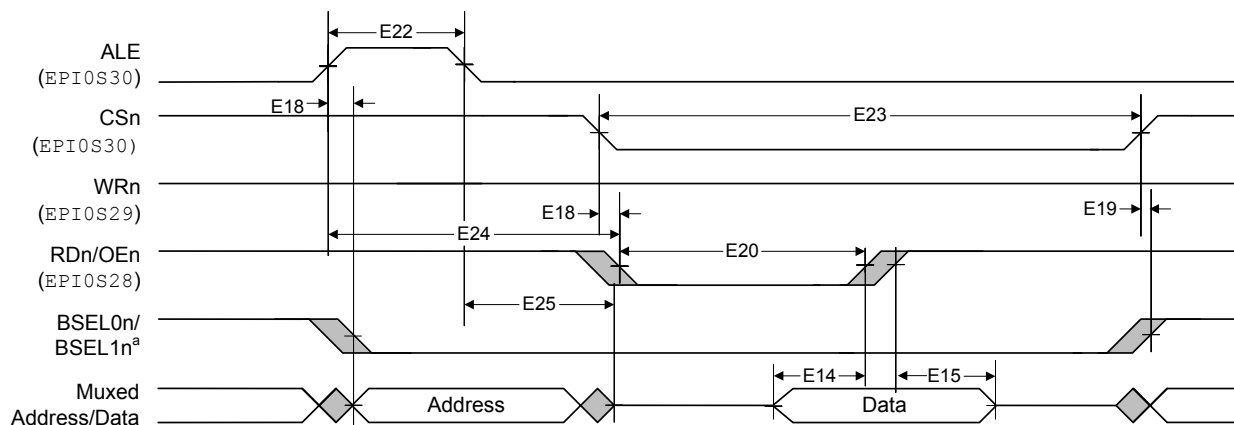 E22
ALE
(EPI0S30)
E18
CSn
E23
(EPI0S30)
WRn
(EPI0S29)
E18
E19
E24
E20
RDn/OEn
(EPI0S28)
E25
BSEL0n/
BSEL1nª
E14
E15
Muxed
Address/Data
Address
Data